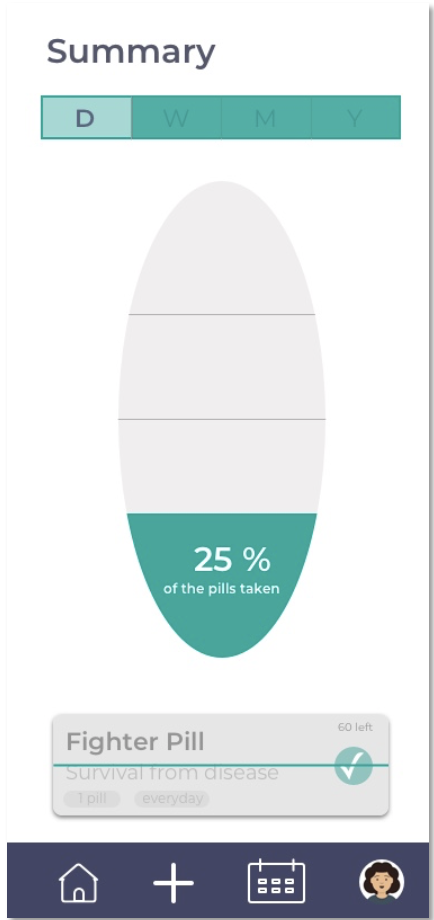 Summary
D W M Y
25 %
of the pills taken
60 left
Fighter Pill
Survival from disease
1 pill everyday